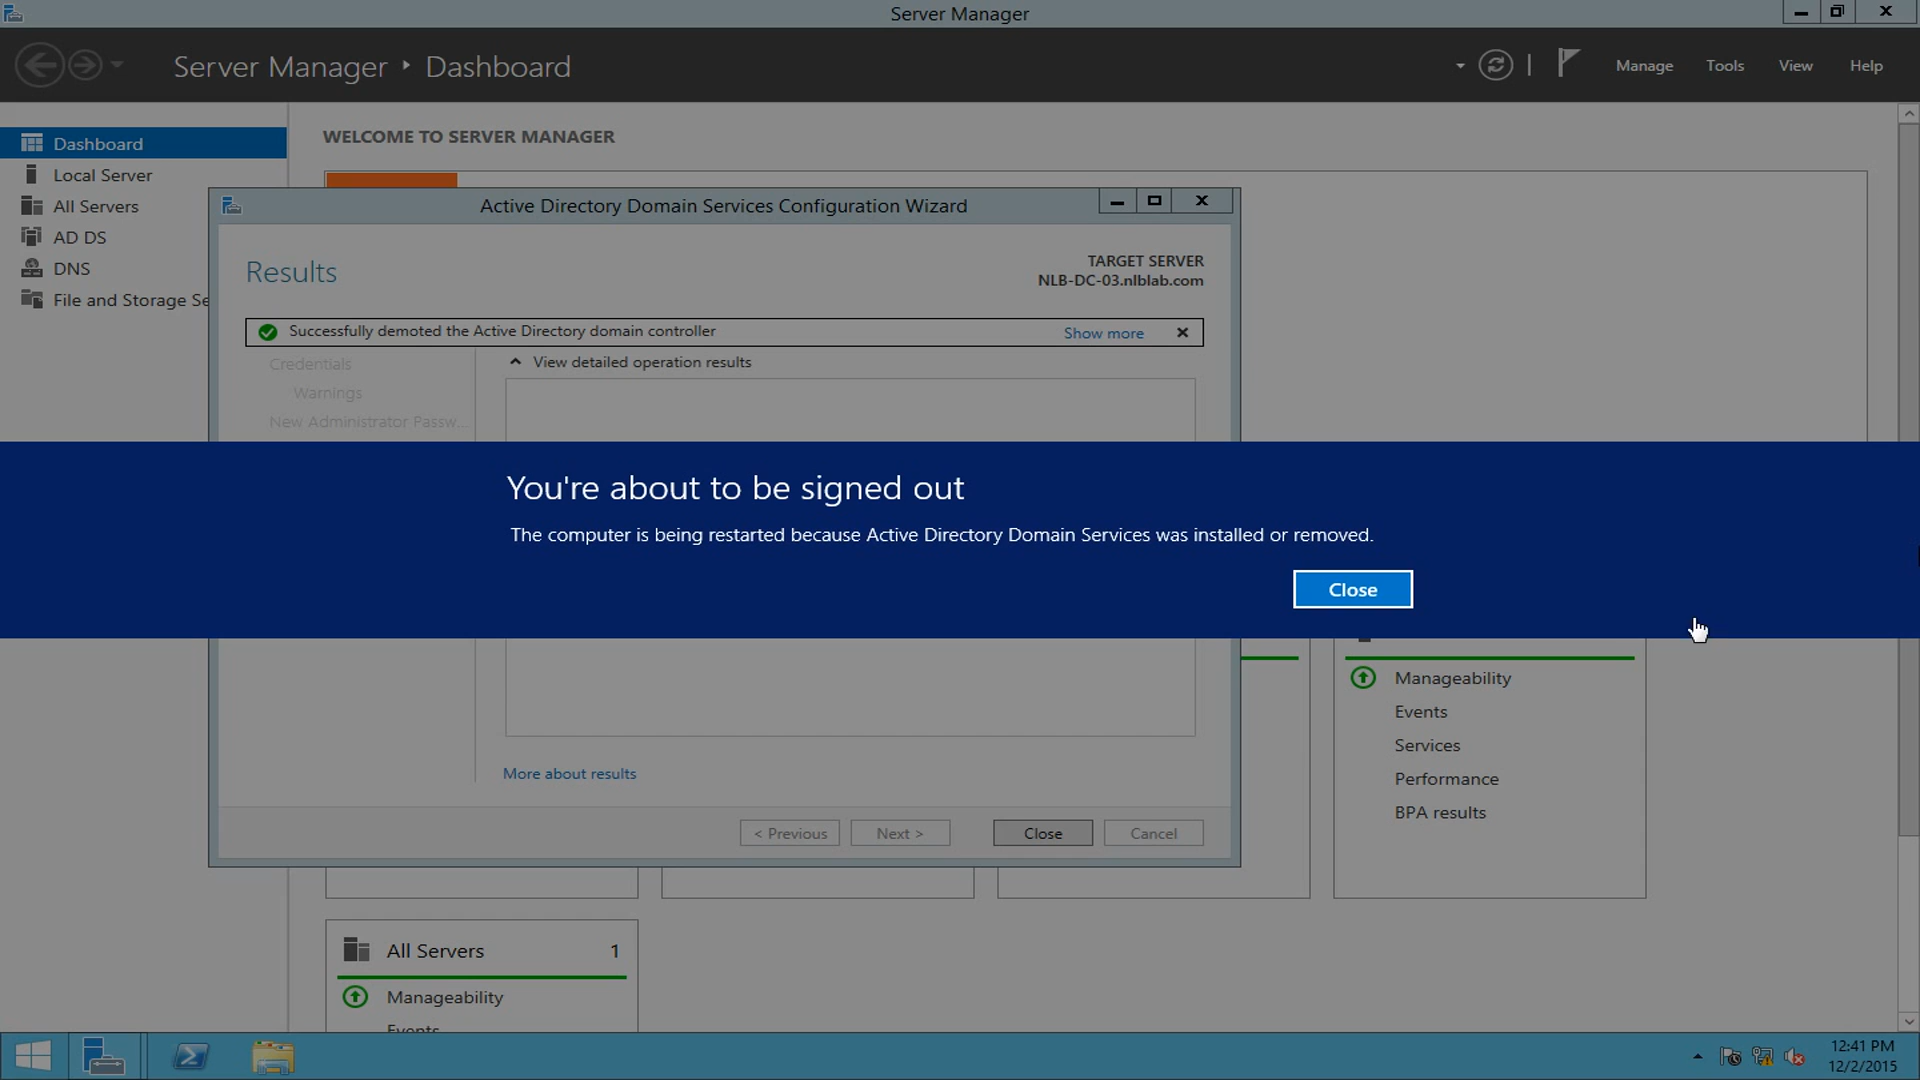 Server Manager
Server Manager
Dashboard
Manage
Tools
View
Help
Dashboard
Local Server
All Servers
AD DS
DNS
File and Storage Se
WELCOME TO SERVER MANAGER
Active Directory Domain Services Configuration Wizard
Results
TARGET SERVER
NLB-DC-03.nlblab.com
Successfully demoted the Active Directory domain controller
Show more
Credentials
Warnings
New Administrator Passw...
View detailed operation results
You're about to be signed out
The computer is being restarted because Active Directory Domain Services was installed or removed.
Close
More about results
< Previous
Next >
Close
Cancel
Manageability
Events
Services
Performance
BPA results
All Servers
1
Manageability
Events
12:41 PM
12/2/2015